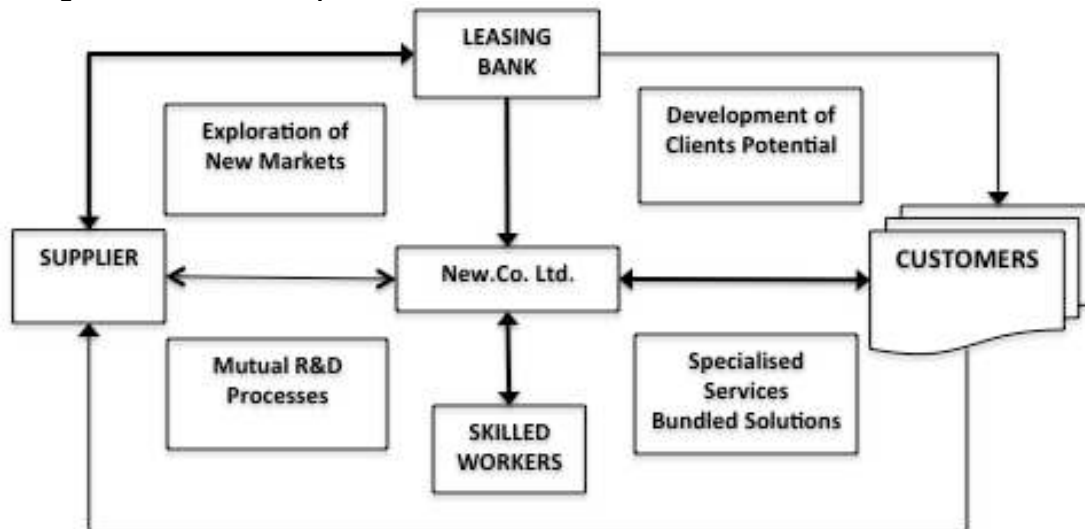 LEASING
BANK
Exploration of
New Markets
Development of
Clients Potential
SUPPLIER
New.Co. Ltd.
CUSTOMERS
Mutual R&D
Processes
Specialised
Services
Bundled Solutions
SKILLED
WORKERS